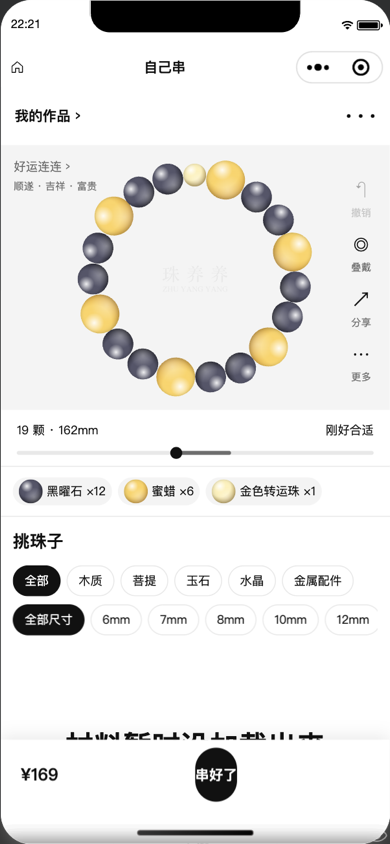 22:21
自己串
我的作品 >
好运连连 >
顺遂 · 吉祥 · 富贵
珠养养
撤销
叠戴
分享
更多
19 颗 · 162mm
刚好合适
黑曜石 ×12
蜜蜡 ×6
金色转运珠 ×1
挑珠子
全部
木质
菩提
玉石
水晶
金属配件
全部尺寸
6mm
7mm
8mm
10mm
12mm
¥169
串好了